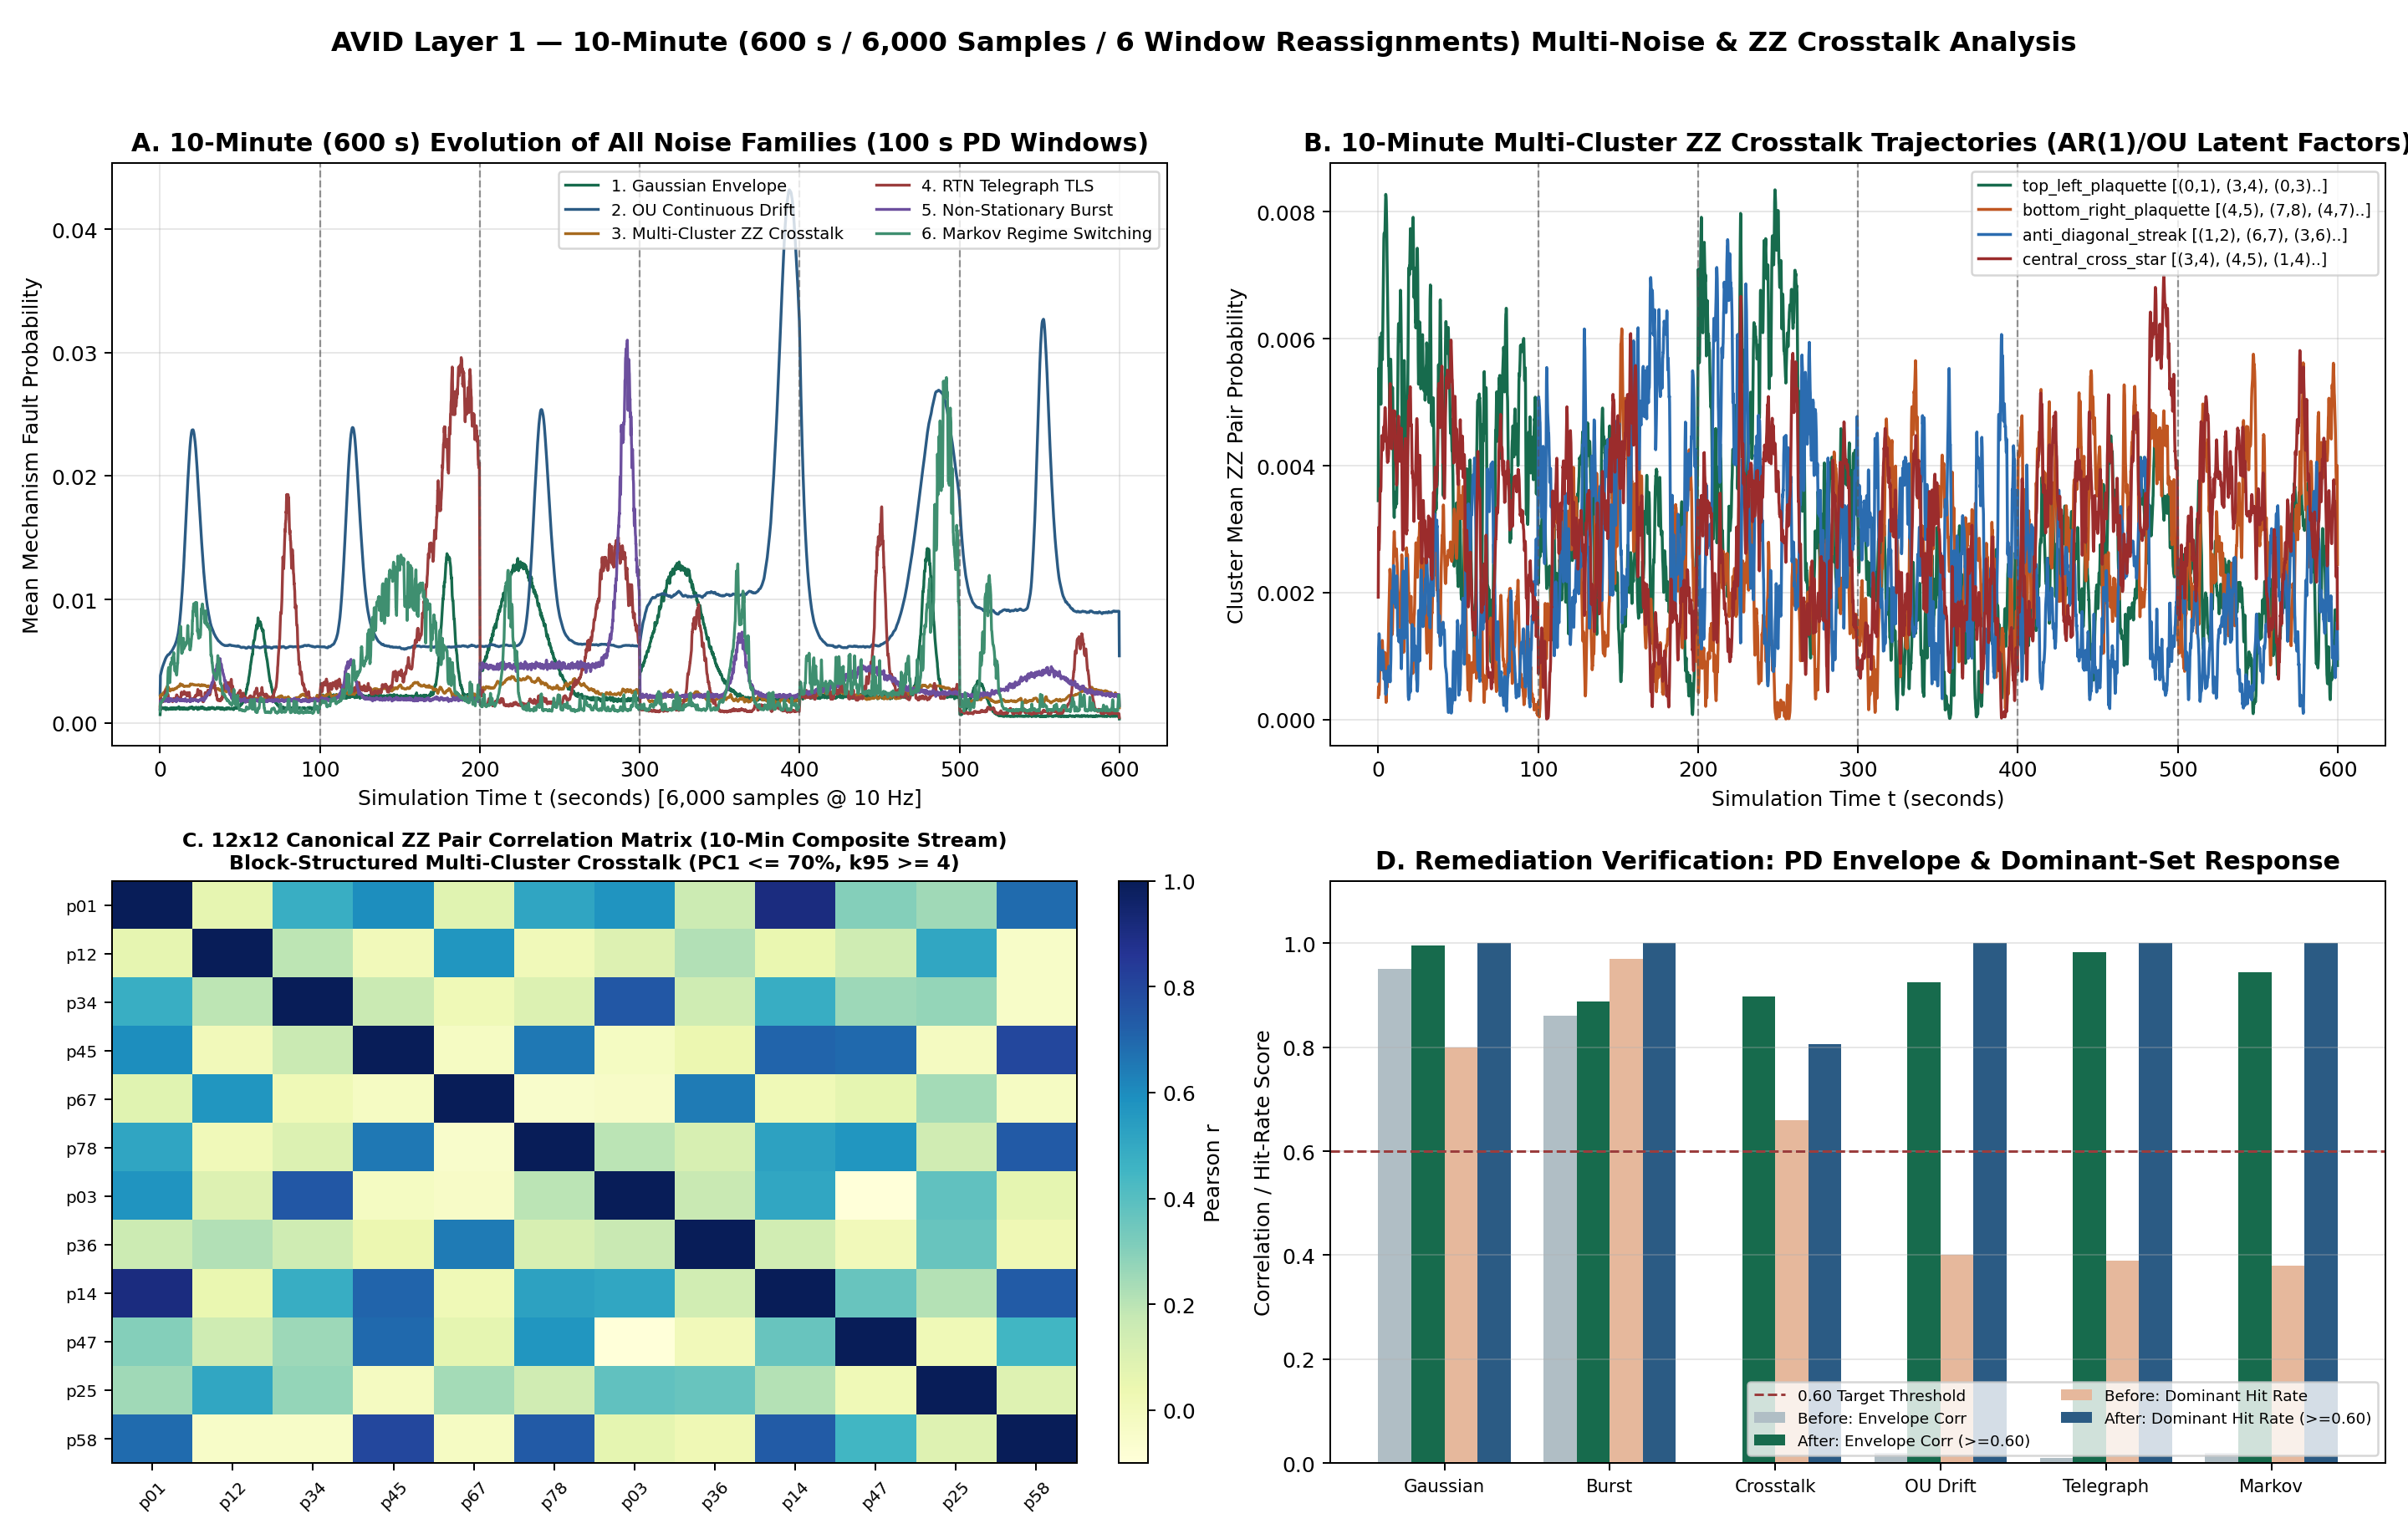 AVID Layer 1 — 10-Minute (600 s / 6,000 Samples / 6 Window Reassignments) Multi-Noise & ZZ Crosstalk Analysis
A. 10-Minute (600 s) Evolution of All Noise Families (100 s PD Windows)
Mean Mechanism Fault Probability
0.04
0.03
0.02
0.01
0.00
1. Gaussian Envelope
2. OU Continuous Drift
3. Multi-Cluster ZZ Crosstalk
4. RTN Telegraph TLS
5. Non-Stationary Burst
6. Markov Regime Switching
0 100 200 300 400 500 600
Simulation Time t (seconds) [6,000 samples @ 10 Hz]
B. 10-Minute Multi-Cluster ZZ Crosstalk Trajectories (AR(1)/OU Latent Factors)
Cluster Mean ZZ Pair Probability
0.008
0.006
0.004
0.002
0.000
top_left_plaquette [(0,1), (3,4), (0,3)..]
bottom_right_plaquette [(4,5), (7,8), (4,7)..]
anti_diagonal_streak [(1,2), (6,7), (3,6)..]
central_cross_star [(3,4), (4,5), (1,4)..]
0 100 200 300 400 500 600
Simulation Time t (seconds)
C. 12x12 Canonical ZZ Pair Correlation Matrix (10-Min Composite Stream)
Block-Structured Multi-Cluster Crosstalk (PC1 <= 70%, k95 >= 4)
p01
p12
p34
p45
p67
p78
p03
p36
p14
p47
p25
p58
p01 p12 p34 p45 p67 p78 p03 p36 p14 p47 p25 p58
1.0
0.8
0.6
0.4
0.2
0.0
Pearson r
D. Remediation Verification: PD Envelope & Dominant-Set Response
Correlation / Hit-Rate Score
1.0
0.8
0.6
0.4
0.2
0.0
0.60 Target Threshold
Before: Envelope Corr
After: Envelope Corr (>=0.60)
Before: Dominant Hit Rate
After: Dominant Hit Rate (>=0.60)
Gaussian Burst Crosstalk OU Drift Telegraph Markov